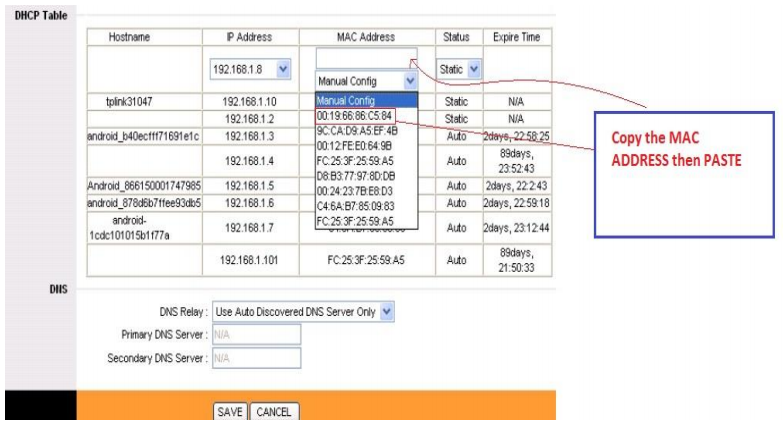 DHCP Table
Hostname IP Address MAC Address Status Expire Time
192.168.1.8 Manual Config Static
tplink31047 192.168.1.10 Static N/A
192.168.1.2 Static N/A
android_b40ecfff71691e1c 192.168.1.3 Auto 2days, 22:58:25
192.168.1.4 Auto 89days, 23:52:43
Android_866150001747985 192.168.1.5 Auto 2days, 22:2:43
android_878d6b7ffee93db5 192.168.1.6 Auto 2days, 22:59:18
android-
1cdc101015b1f77a 192.168.1.7 Auto 2days, 23:12:44
192.168.1.101 FC:25:3F:25:59:A5 Auto 89days, 21:50:33
Manual Config
00:19:66:86:C5:84
9C:CA:D9:A5:EF:4B
00:12:FE:E0:64:9B
FC:25:3F:25:59:A5
D8:B3:77:97:8D:DB
00:24:23:7B:E8:D3
C4:6A:B7:85:09:83
FC:25:3F:25:59:A5
Copy the MAC
ADDRESS then PASTE
DNS
DNS Relay : Use Auto Discovered DNS Server Only
Primary DNS Server : N/A
Secondary DNS Server : N/A
SAVE CANCEL